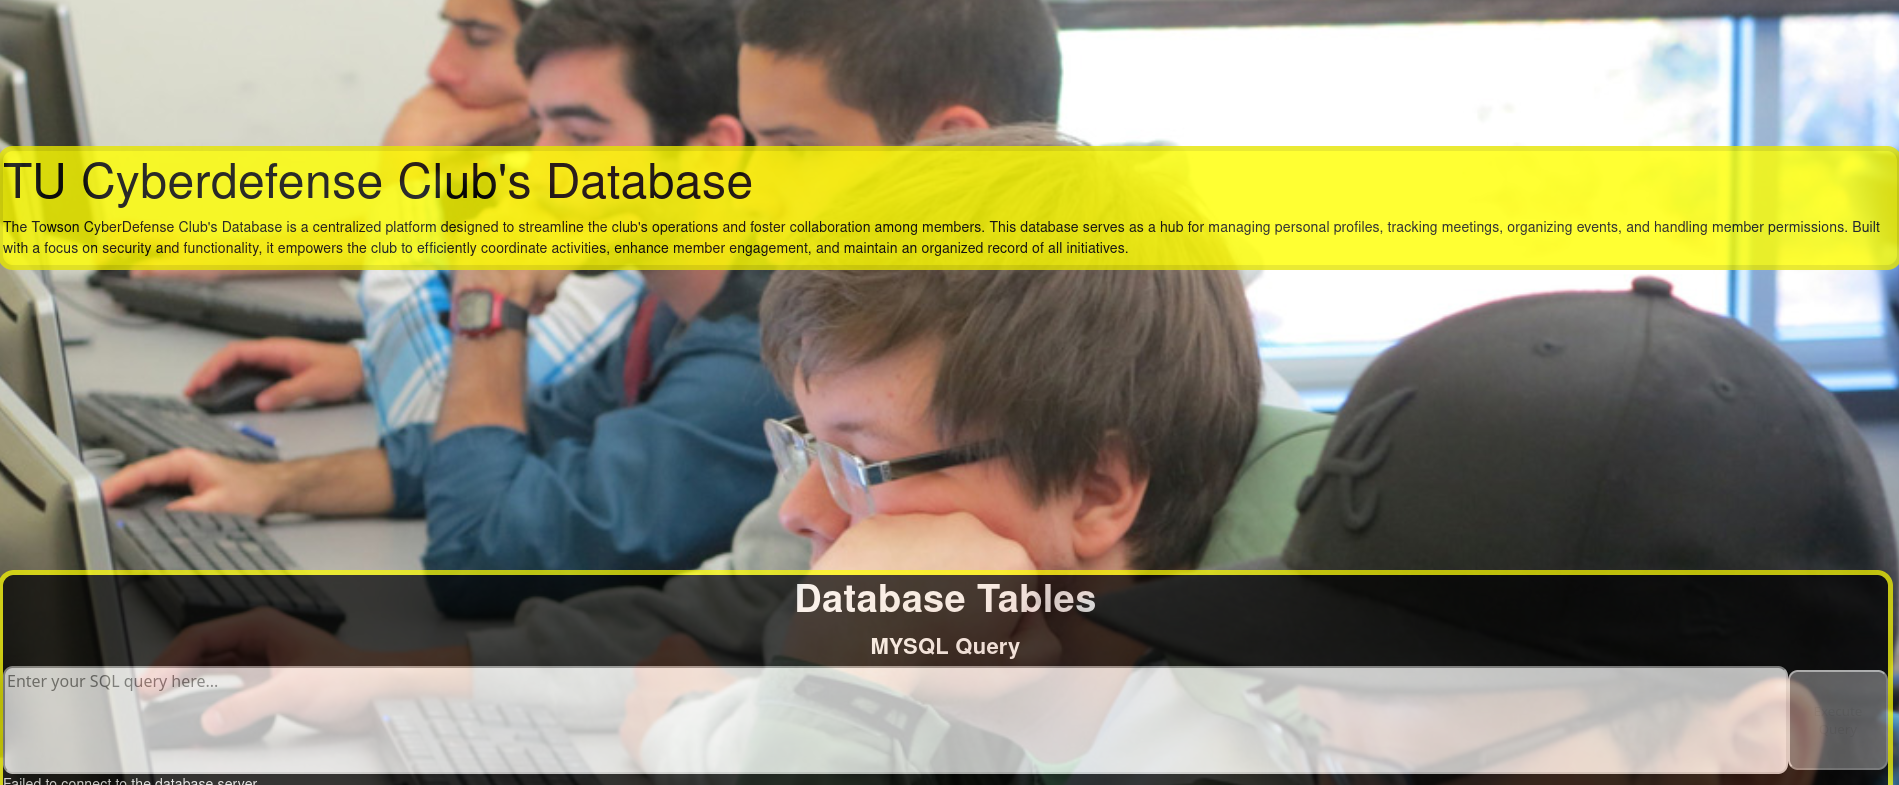 TU Cyberdefense Club's Database
The Towson CyberDefense Club's Database is a centralized platform designed to streamline the club's operations and foster collaboration among members. This database serves as a hub for managing personal profiles, tracking meetings, organizing events, and handling member permissions. Built
with a focus on security and functionality, it empowers the club to efficiently coordinate activities, enhance member engagement, and maintain an organized record of all initiatives.
Database Tables
MYSQL Query
Enter your SQL query here...
Failed to connect to the database server